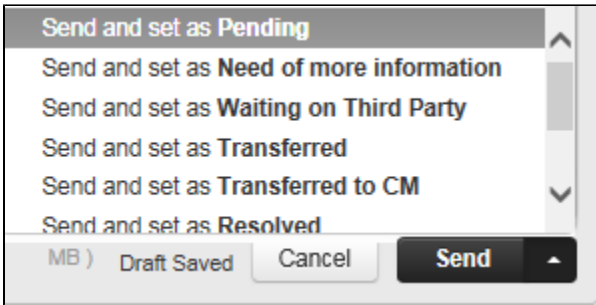 Send and set as Pending
Send and set as Need of more information
Send and set as Waiting on Third Party
Send and set as Transferred
Send and set as Transferred to CM
Send and set as Resolved
MB ) Draft Saved Cancel Send